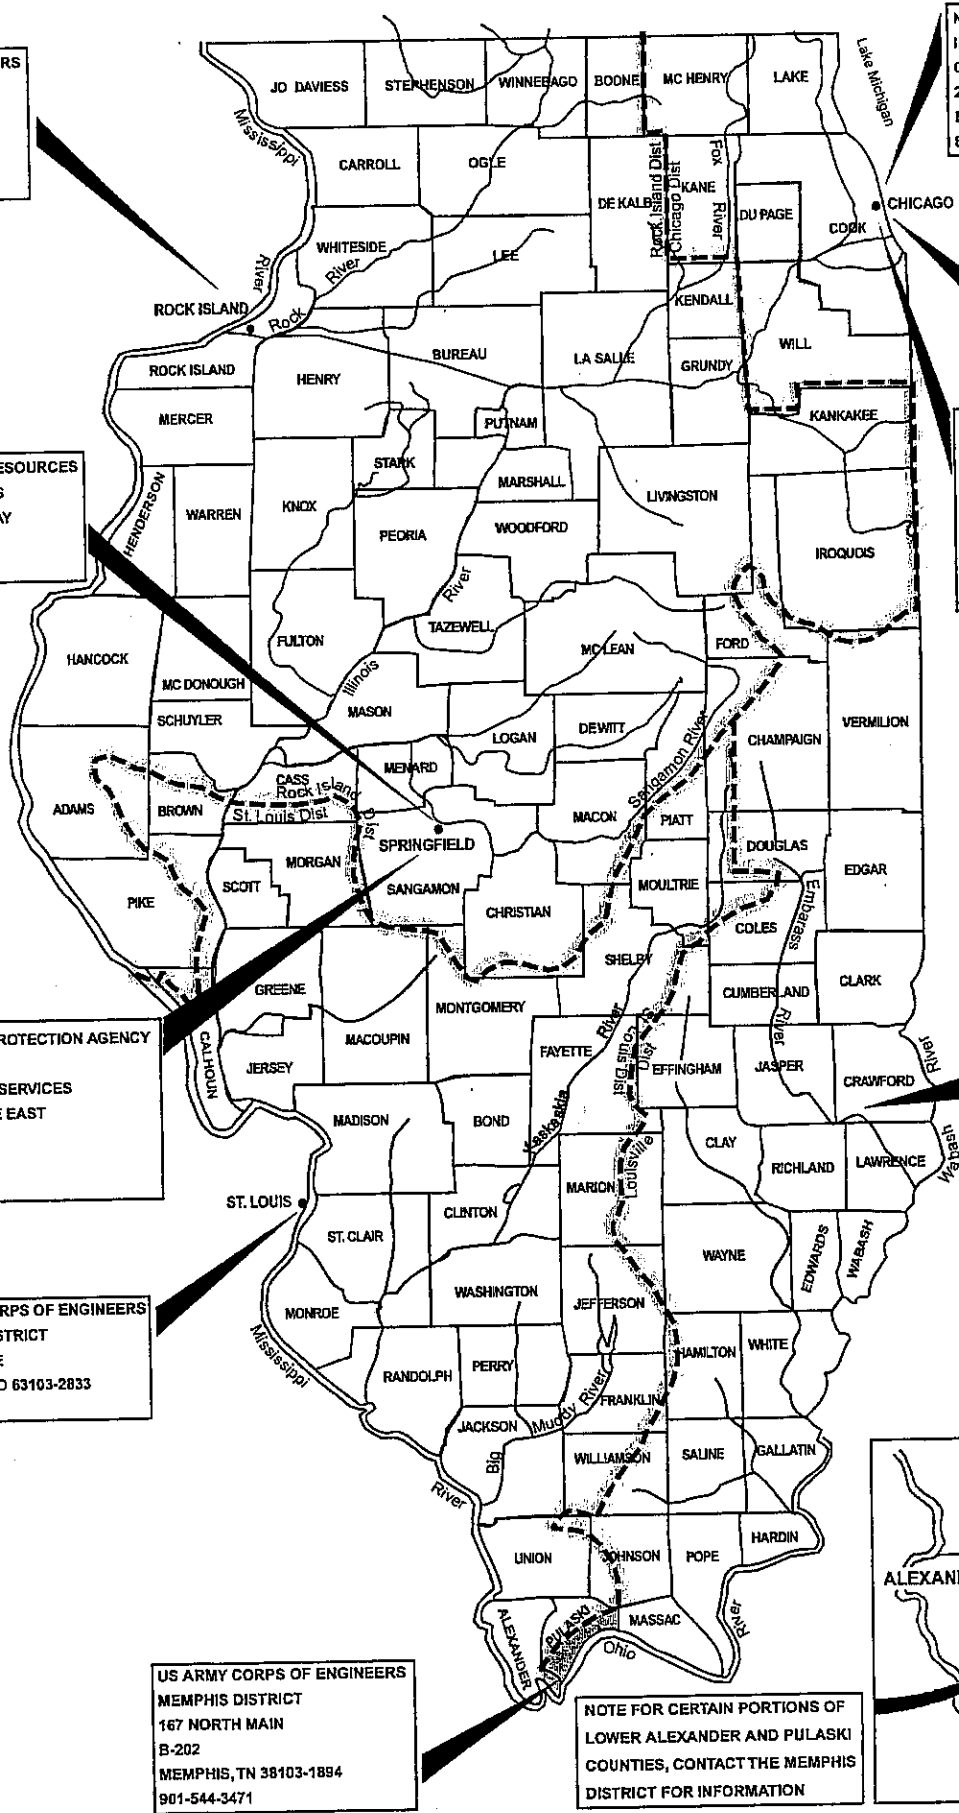 RS
Lake Michigan
JO DAVIESS
STEPHENSON
WINNEBAGO
BOONE
MC HENRY
LAKE
Mississippi
River
CARROLL
OGLE
DE KALB
Rock Island Dist
Chicago Dist
KANE
Fox River
DU PAGE
COOK
CHICAGO
WHITESIDE
LEE
Rock River
ROCK ISLAND
ROCK ISLAND
HENRY
BUREAU
LA SALLE
KENDALL
GRUNDY
WILL
MERCER
PUTNAM
KANKAKEE
ESOURCES
AY
STARK
MARSHALL
HENDERSON
WARREN
KNOX
PEORIA
WOODFORD
LIVINGSTON
IROQUOIS
River
HANCOCK
MC DONOUGH
FULTON
TAZEWELL
MC LEAN
FORD
Illinois
SCHUYLER
MASON
LOGAN
DEWITT
CHAMPAIGN
VERMILION
ADAMS
BROWN
CASS
Rock Island
Dist
St. Louis Dist
MENARD
Sangamon River
MACON
PIATT
SPRINGFIELD
DOUGLAS
EDGAR
PIKE
SCOTT
MORGAN
SANGAMON
CHRISTIAN
MOULTRIE
Embarass
River
COLES
SHELBY
GREENE
MONTGOMERY
CUMBERLAND
CLARK
ROTECTION AGENCY
SERVICES
E EAST
CALHOUN
JERSEY
MACOUPIN
FAYETTE
Kaskaskia
River
St Louis Dist
Dist
Louisville
EFFINGHAM
JASPER
CRAWFORD
Wabash
River
MADISON
BOND
CLAY
RICHLAND
LAWRENCE
ST. LOUIS
MARION
CLINTON
ST. CLAIR
WAYNE
EDWARDS
WABASH
RPS OF ENGINEERS
STRICT
E
O 63103-2833
MONROE
Mississippi
River
WASHINGTON
JEFFERSON
HAMILTON
WHITE
RANDOLPH
PERRY
FRANKLIN
JACKSON
Big
Muddy River
WILLIAMSON
SALINE
GALLATIN
UNION
JOHNSON
POPE
HARDIN
ALEXANDER
PULASKI
MASSAC
Ohio
River
ALEXAN
US ARMY CORPS OF ENGINEERS
MEMPHIS DISTRICT
167 NORTH MAIN
B-202
MEMPHIS, TN 38103-1894
901-544-3471
NOTE FOR CERTAIN PORTIONS OF
LOWER ALEXANDER AND PULASKI
COUNTIES, CONTACT THE MEMPHIS
DISTRICT FOR INFORMATION